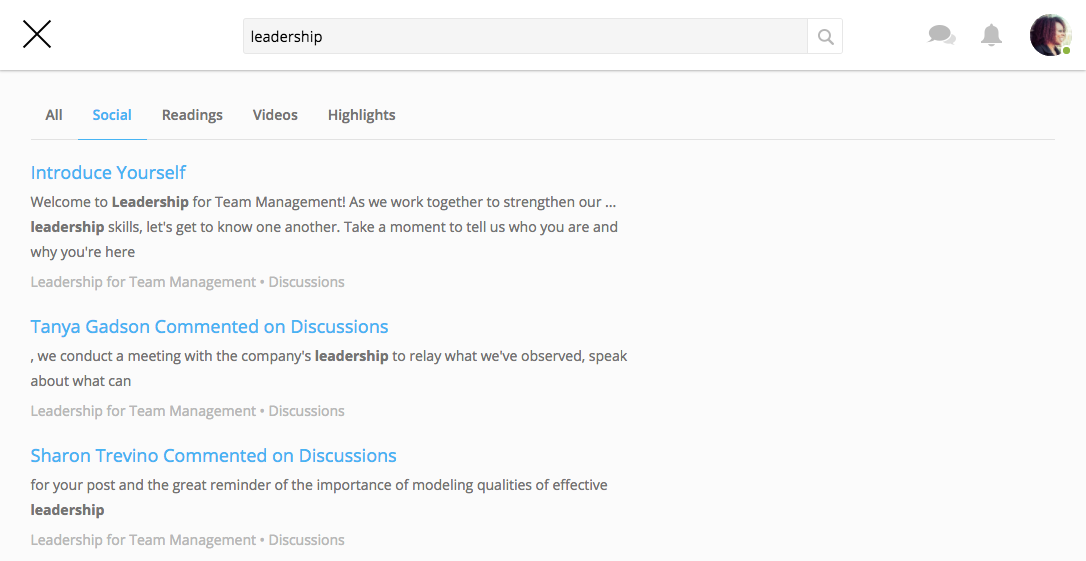 leadership
All Social Readings Videos Highlights
Introduce Yourself
Welcome to Leadership for Team Management! As we work together to strengthen our ...
leadership skills, let's get to know one another. Take a moment to tell us who you are and
why you're here
Leadership for Team Management • Discussions
Tanya Gadson Commented on Discussions
, we conduct a meeting with the company's leadership to relay what we've observed, speak
about what can
Leadership for Team Management • Discussions
Sharon Trevino Commented on Discussions
for your post and the great reminder of the importance of modeling qualities of effective
leadership
Leadership for Team Management • Discussions